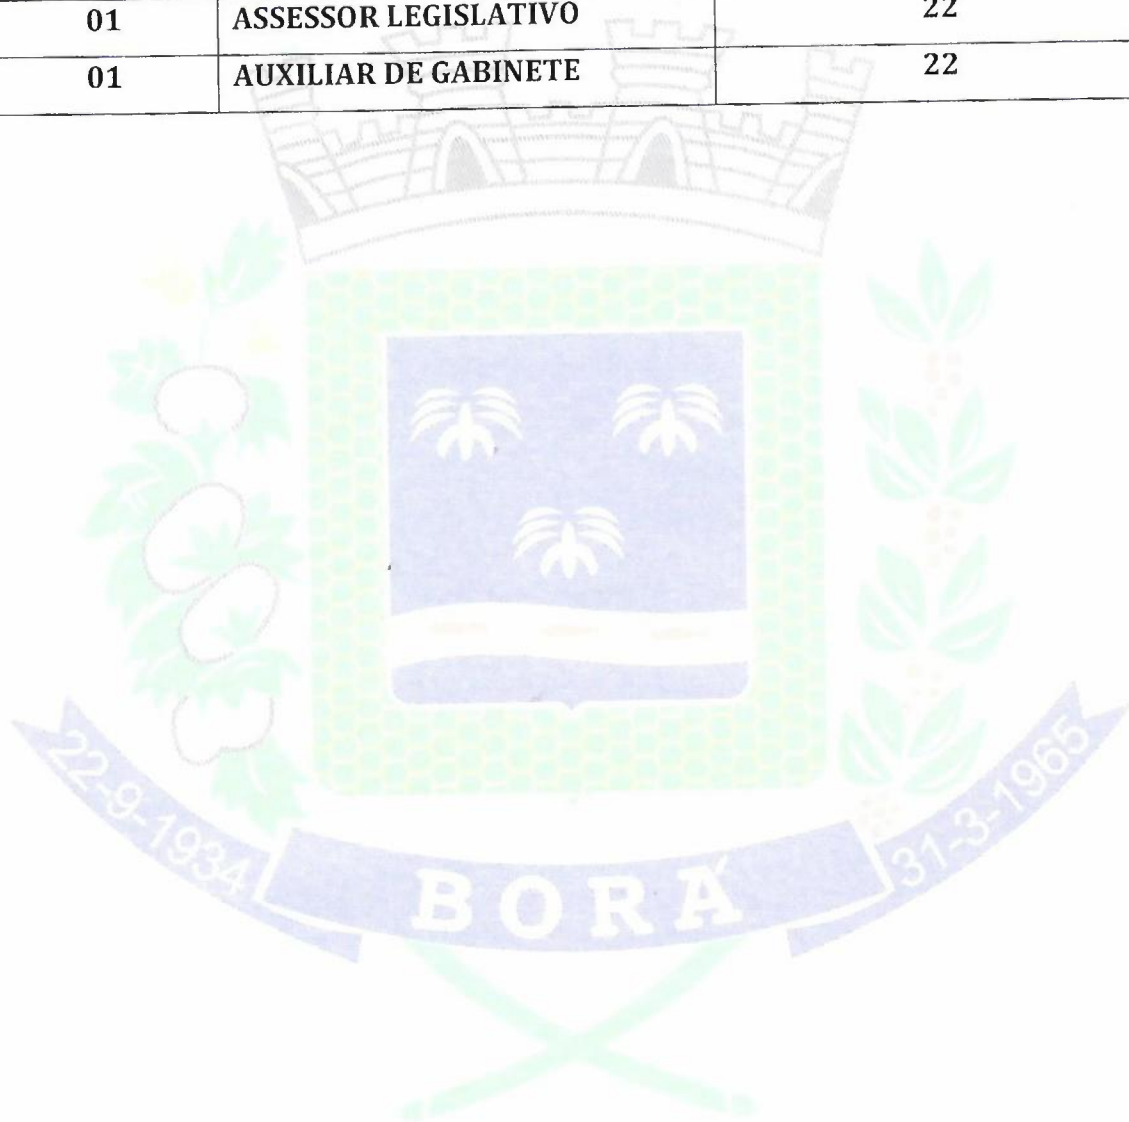 01 ASSESSOR LEGISLATIVO 22
01 AUXILIAR DE GABINETE 22
22-9-1934
BORÁ
31-3-1965